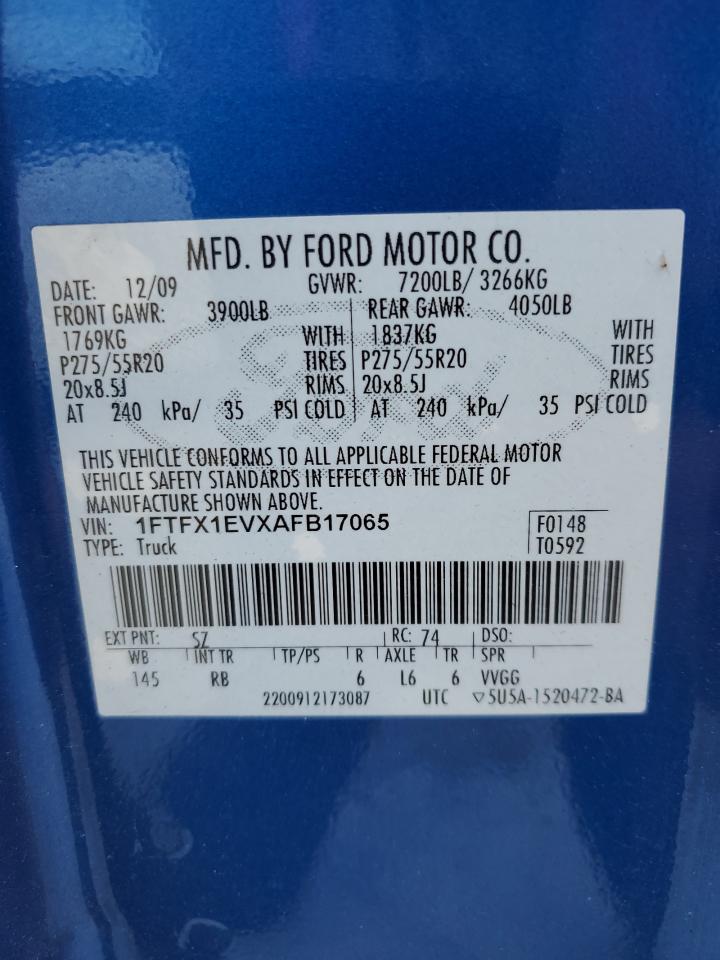 MFD. BY FORD MOTOR CO.
DATE: 12/09 GVWR: 7200LB/ 3266KG
FRONT GAWR: 3900LB REAR GAWR: 4050LB
1769KG WITH 1837KG WITH
P275/55R20 TIRES P275/55R20 TIRES
20x8.5J RIMS 20x8.5J RIMS
AT 240 kPa/ 35 PSI COLD AT 240 kPa/ 35 PSI COLD
THIS VEHICLE CONFORMS TO ALL APPLICABLE FEDERAL MOTOR
VEHICLE SAFETY STANDARDS IN EFFECT ON THE DATE OF
MANUFACTURE SHOWN ABOVE.
VIN: 1FTFX1EVXAFB17065 F0148
TYPE: Truck T0592
EXT PNT: SZ RC: 74 DSO:
WB INT TR TP/PS R AXLE TR SPR
145 RB 6 L6 6 VVGG
2200912173087 UTC ▽5U5A-1520472-BA